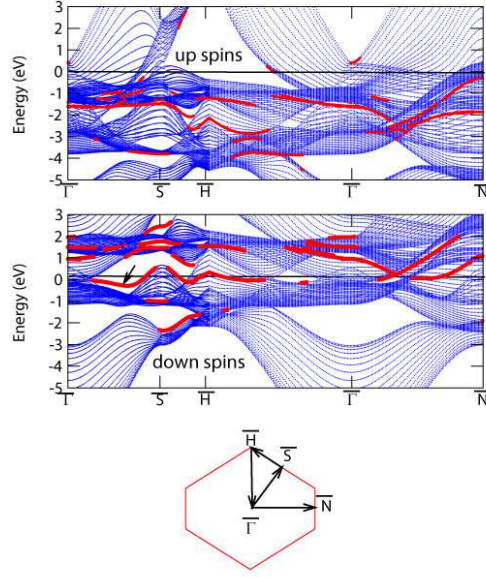 3
2
1
0
-1
-2
-3
-4
-5
Energy (eV)
up spins
Γ̅ S̅ H̅ Γ̅ N̅
3
2
1
0
-1
-2
-3
-4
-5
Energy (eV)
down spins
Γ̅ S̅ H̅ Γ̅ N̅
H̅
S̅
N̅
Γ̅